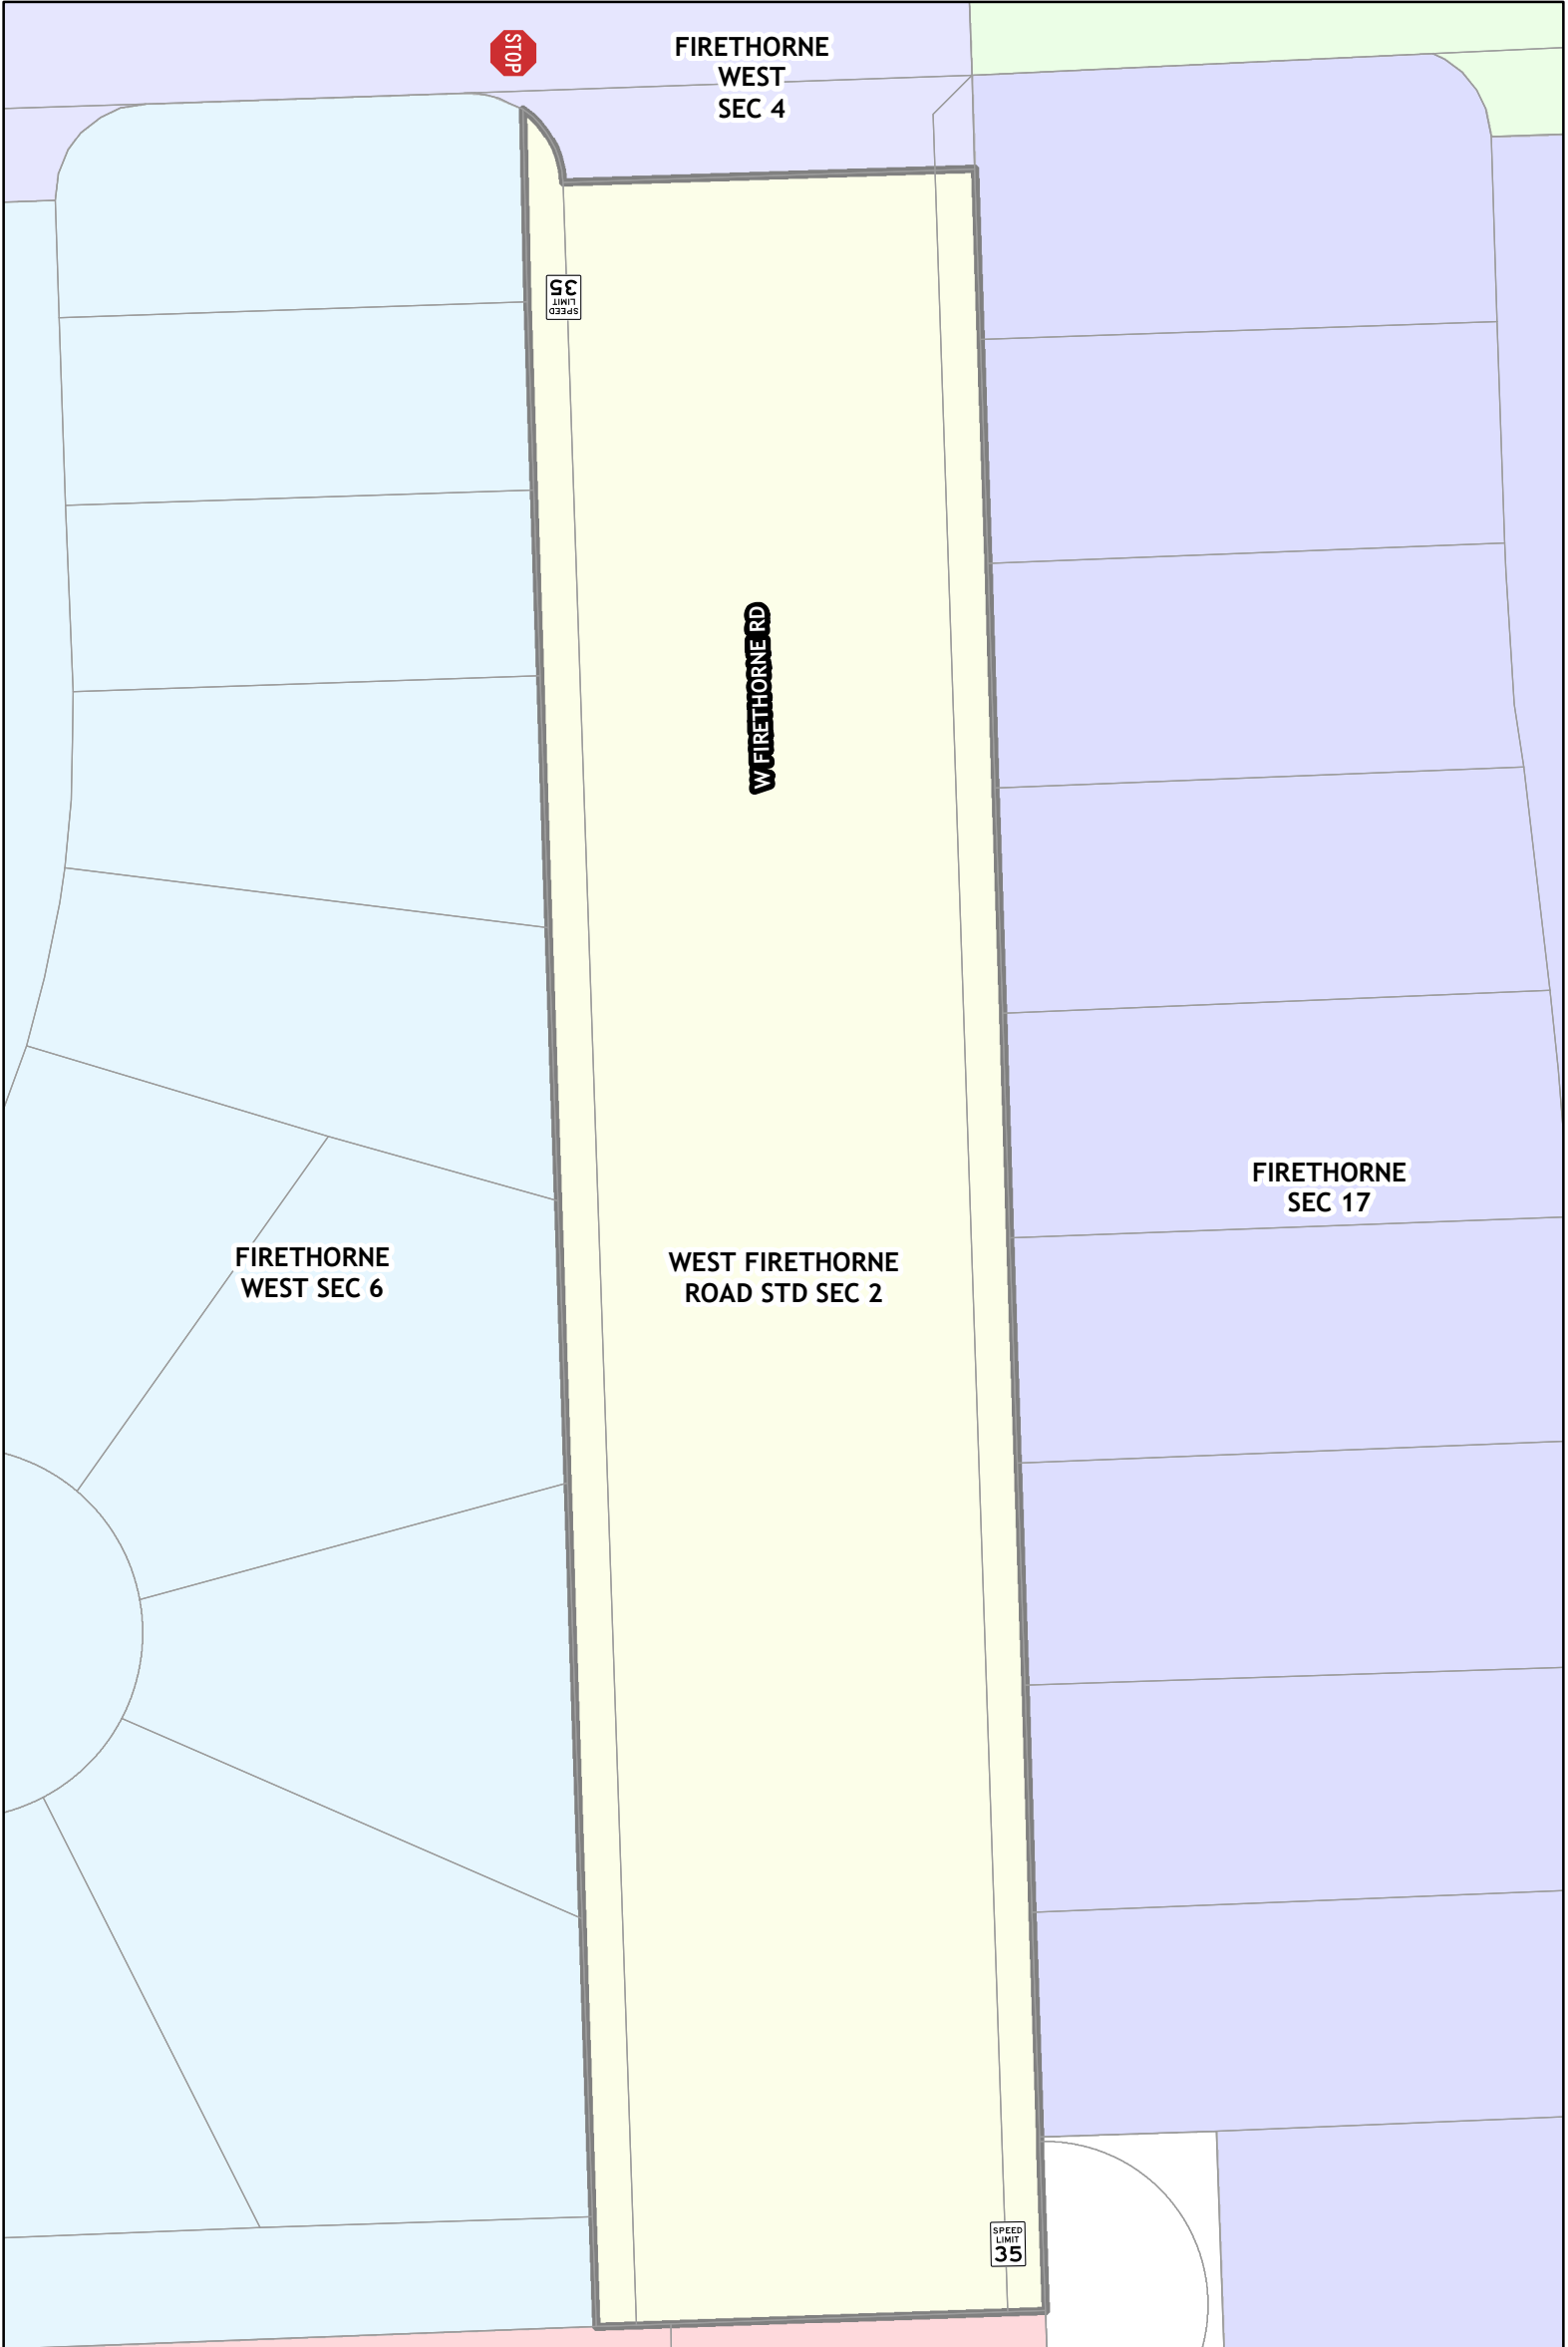 STOP
FIRETHORNE
WEST
SEC 4
SPEED
LIMIT
35
W FIRETHORNE RD
FIRETHORNE
SEC 17
FIRETHORNE
WEST SEC 6
WEST FIRETHORNE
ROAD STD SEC 2
SPEED
LIMIT
35